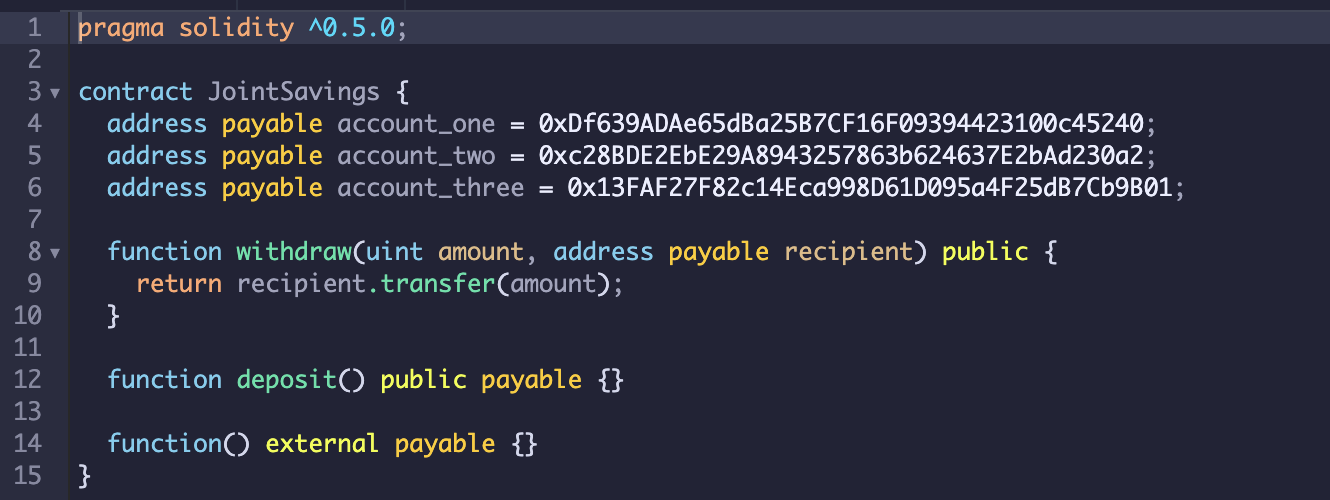 1 pragma solidity ^0.5.0;
2
3 contract JointSavings {
4 address payable account_one = 0xDf639ADAe65dBa25B7CF16F09394423100c45240;
5 address payable account_two = 0xc28BDE2EbE29A8943257863b624637E2bAd230a2;
6 address payable account_three = 0x13FAF27F82c14Eca998D61D095a4F25dB7Cb9B01;
7
8 function withdraw(uint amount, address payable recipient) public {
9 return recipient.transfer(amount);
10 }
11
12 function deposit() public payable {}
13
14 function() external payable {}
15 }